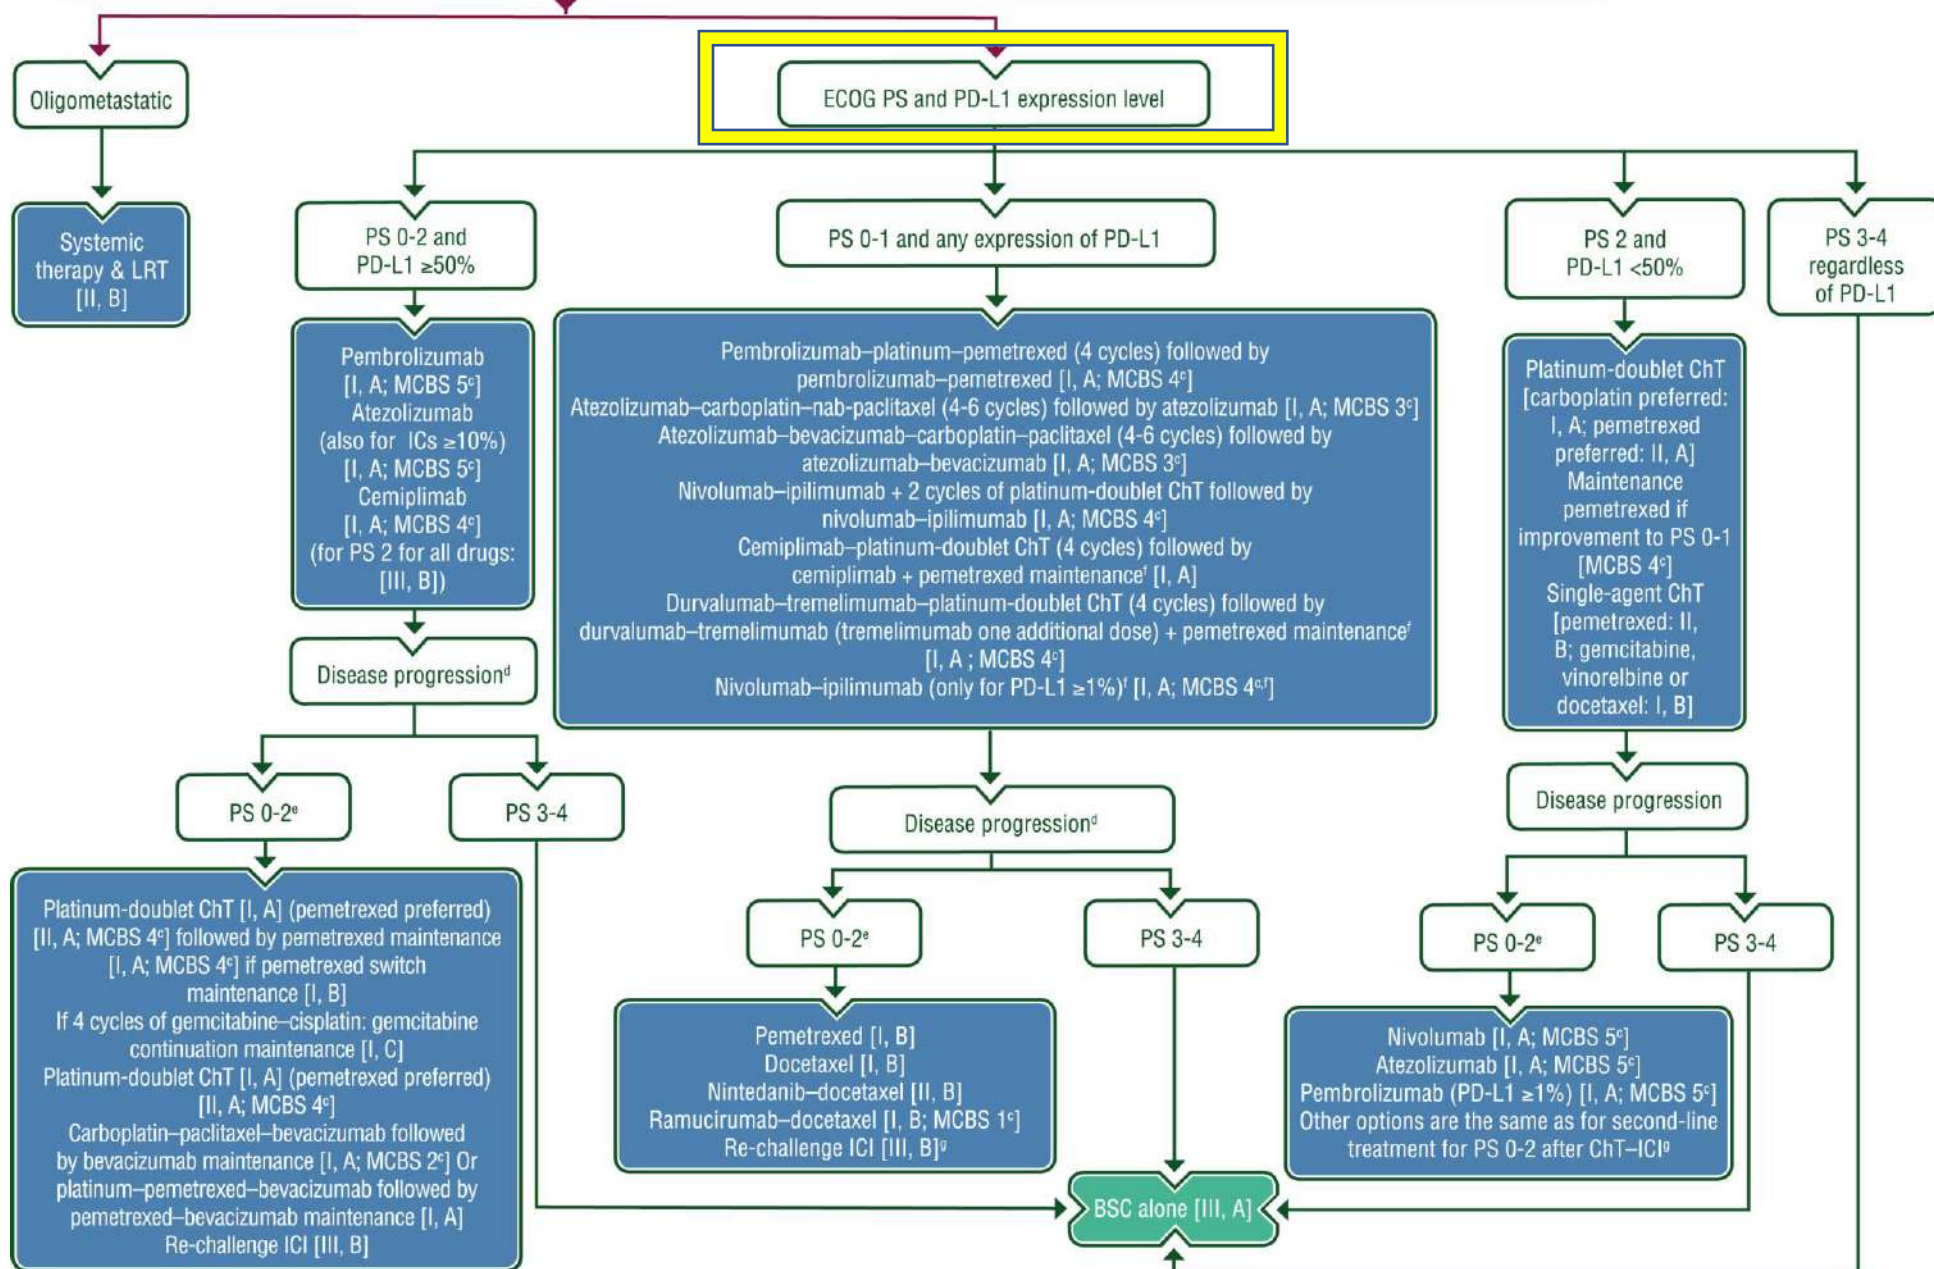 Oligometastatic
ECOG PS and PD-L1 expression level
Systemic
therapy & LRT
[II, B]
PS 0-2 and
PD-L1 ≥50%
PS 0-1 and any expression of PD-L1
PS 2 and
PD-L1 <50%
PS 3-4
regardless
of PD-L1
Pembrolizumab
[I, A; MCBS 5ᶜ]
Atezolizumab
(also for ICs ≥10%)
[I, A; MCBS 5ᶜ]
Cemiplimab
[I, A; MCBS 4ᶜ]
(for PS 2 for all drugs:
[III, B])
Pembrolizumab–platinum–pemetrexed (4 cycles) followed by
pembrolizumab–pemetrexed [I, A; MCBS 4ᶜ]
Atezolizumab–carboplatin–nab-paclitaxel (4-6 cycles) followed by atezolizumab [I, A; MCBS 3ᶜ]
Atezolizumab–bevacizumab–carboplatin–paclitaxel (4-6 cycles) followed by
atezolizumab–bevacizumab [I, A; MCBS 3ᶜ]
Nivolumab–ipilimumab + 2 cycles of platinum-doublet ChT followed by
nivolumab–ipilimumab [I, A; MCBS 4ᶜ]
Cemiplimab–platinum-doublet ChT (4 cycles) followed by
cemiplimab + pemetrexed maintenanceᶠ [I, A]
Durvalumab–tremelimumab–platinum-doublet ChT (4 cycles) followed by
durvalumab–tremelimumab (tremelimumab one additional dose) + pemetrexed maintenanceᶠ
[I, A ; MCBS 4ᶜ]
Nivolumab–ipilimumab (only for PD-L1 ≥1%)ᶠ [I, A; MCBS 4ᶜ,ᶠ]
Platinum-doublet ChT
[carboplatin preferred:
I, A; pemetrexed
preferred: II, A]
Maintenance
pemetrexed if
improvement to PS 0-1
[MCBS 4ᶜ]
Single-agent ChT
[pemetrexed: II,
B; gemcitabine,
vinorelbine or
docetaxel: I, B]
Disease progressionᵈ
PS 0-2ᵉ
PS 3-4
Platinum-doublet ChT [I, A] (pemetrexed preferred)
[II, A; MCBS 4ᶜ] followed by pemetrexed maintenance
[I, A; MCBS 4ᶜ] if pemetrexed switch
maintenance [I, B]
If 4 cycles of gemcitabine–cisplatin: gemcitabine
continuation maintenance [I, C]
Platinum-doublet ChT [I, A] (pemetrexed preferred)
[II, A; MCBS 4ᶜ]
Carboplatin–paclitaxel–bevacizumab followed
by bevacizumab maintenance [I, A; MCBS 2ᶜ] Or
platinum–pemetrexed–bevacizumab followed by
pemetrexed–bevacizumab maintenance [I, A]
Re-challenge ICI [III, B]
Disease progressionᵈ
PS 0-2ᵉ
PS 3-4
Pemetrexed [I, B]
Docetaxel [I, B]
Nintedanib–docetaxel [II, B]
Ramucirumab–docetaxel [I, B; MCBS 1ᶜ]
Re-challenge ICI [III, B]ᵍ
Disease progression
PS 0-2ᵉ
PS 3-4
Nivolumab [I, A; MCBS 5ᶜ]
Atezolizumab [I, A; MCBS 5ᶜ]
Pembrolizumab (PD-L1 ≥1%) [I, A; MCBS 5ᶜ]
Other options are the same as for second-line
treatment for PS 0-2 after ChT–ICIᵍ
BSC alone [III, A]